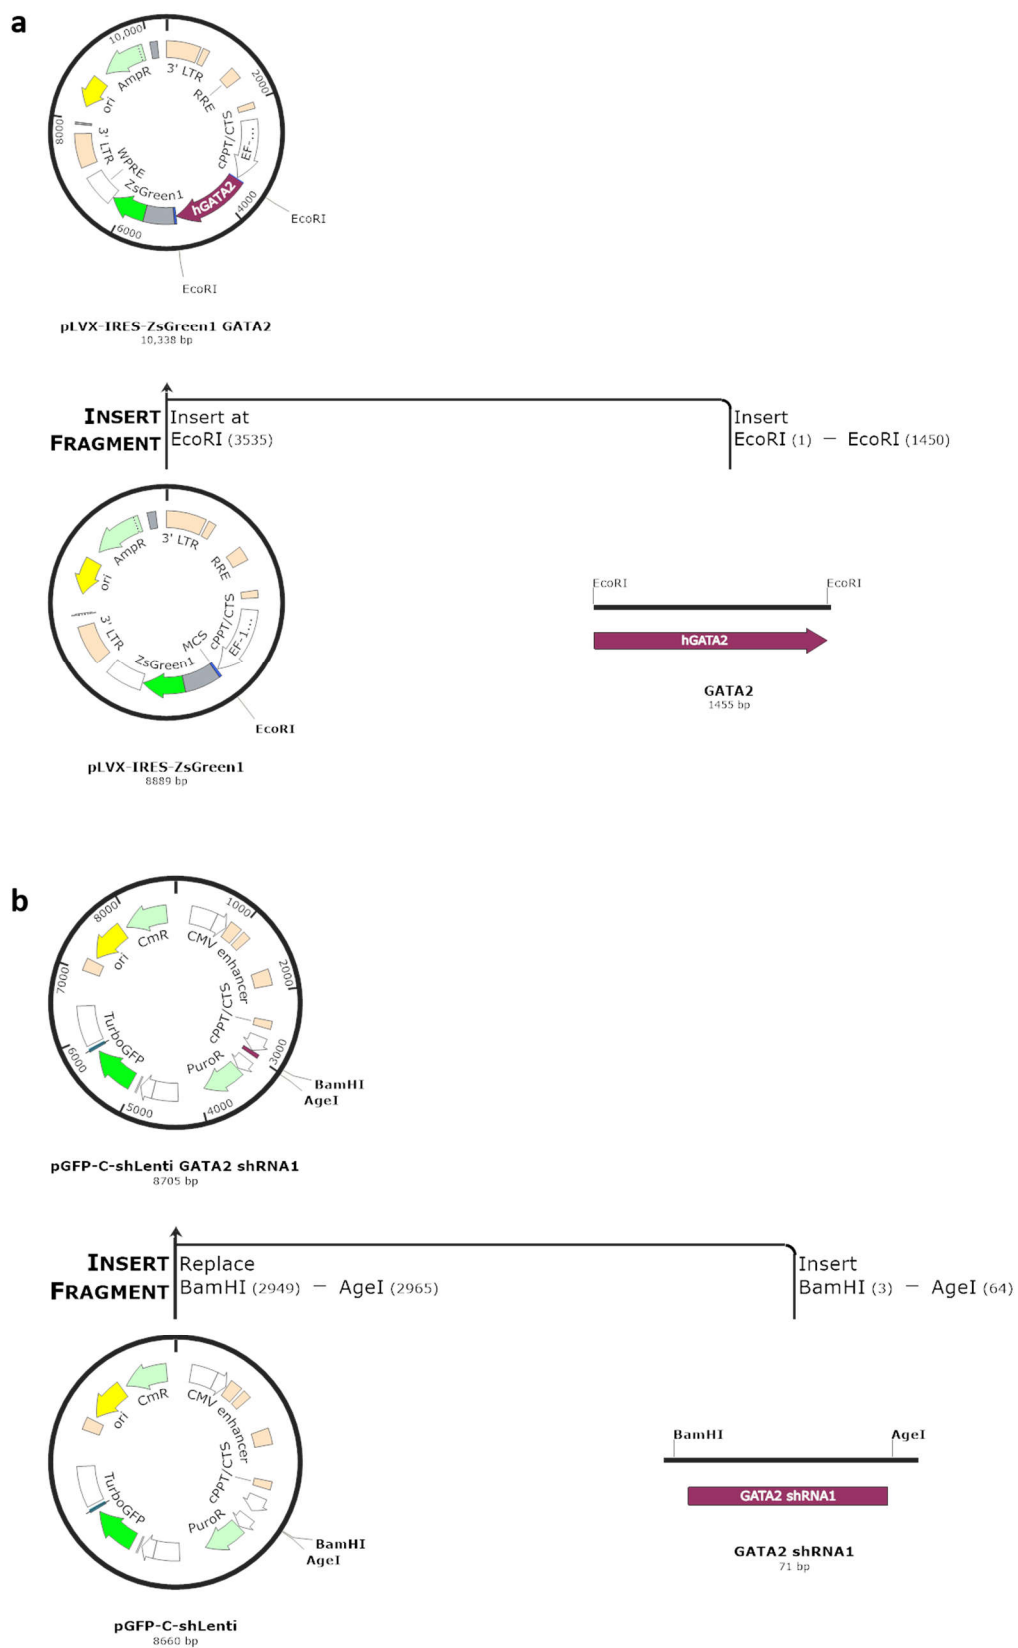 a
10,000
2000
4000
6000
8000
AmpR
3' LTR
RRE
ori
cPPT/CTS
EF-...
3' LTR
WPRE
ZsGreen1
hGATA2
EcoRI
EcoRI
pLVX-IRES-ZsGreen1 GATA2
10,338 bp
INSERT FRAGMENT
Insert at
EcoRI (3535)
Insert
EcoRI (1) — EcoRI (1450)
AmpR
3' LTR
RRE
ori
cPPT/CTS
EF-1...
3' LTR
MCS
ZsGreen1
EcoRI
pLVX-IRES-ZsGreen1
8889 bp
EcoRI
EcoRI
hGATA2
GATA2
1455 bp
b
8000
1000
2000
3000
4000
5000
6000
7000
CmR
CMV enhancer
ori
cPPT/CTS
TurboGFP
PuroR
BamHI
AgeI
pGFP-C-shLenti GATA2 shRNA1
8705 bp
INSERT FRAGMENT
Replace
BamHI (2949) — AgeI (2965)
Insert
BamHI (3) — AgeI (64)
CmR
CMV enhancer
ori
cPPT/CTS
TurboGFP
PuroR
BamHI
AgeI
pGFP-C-shLenti
8660 bp
BamHI
AgeI
GATA2 shRNA1
GATA2 shRNA1
71 bp